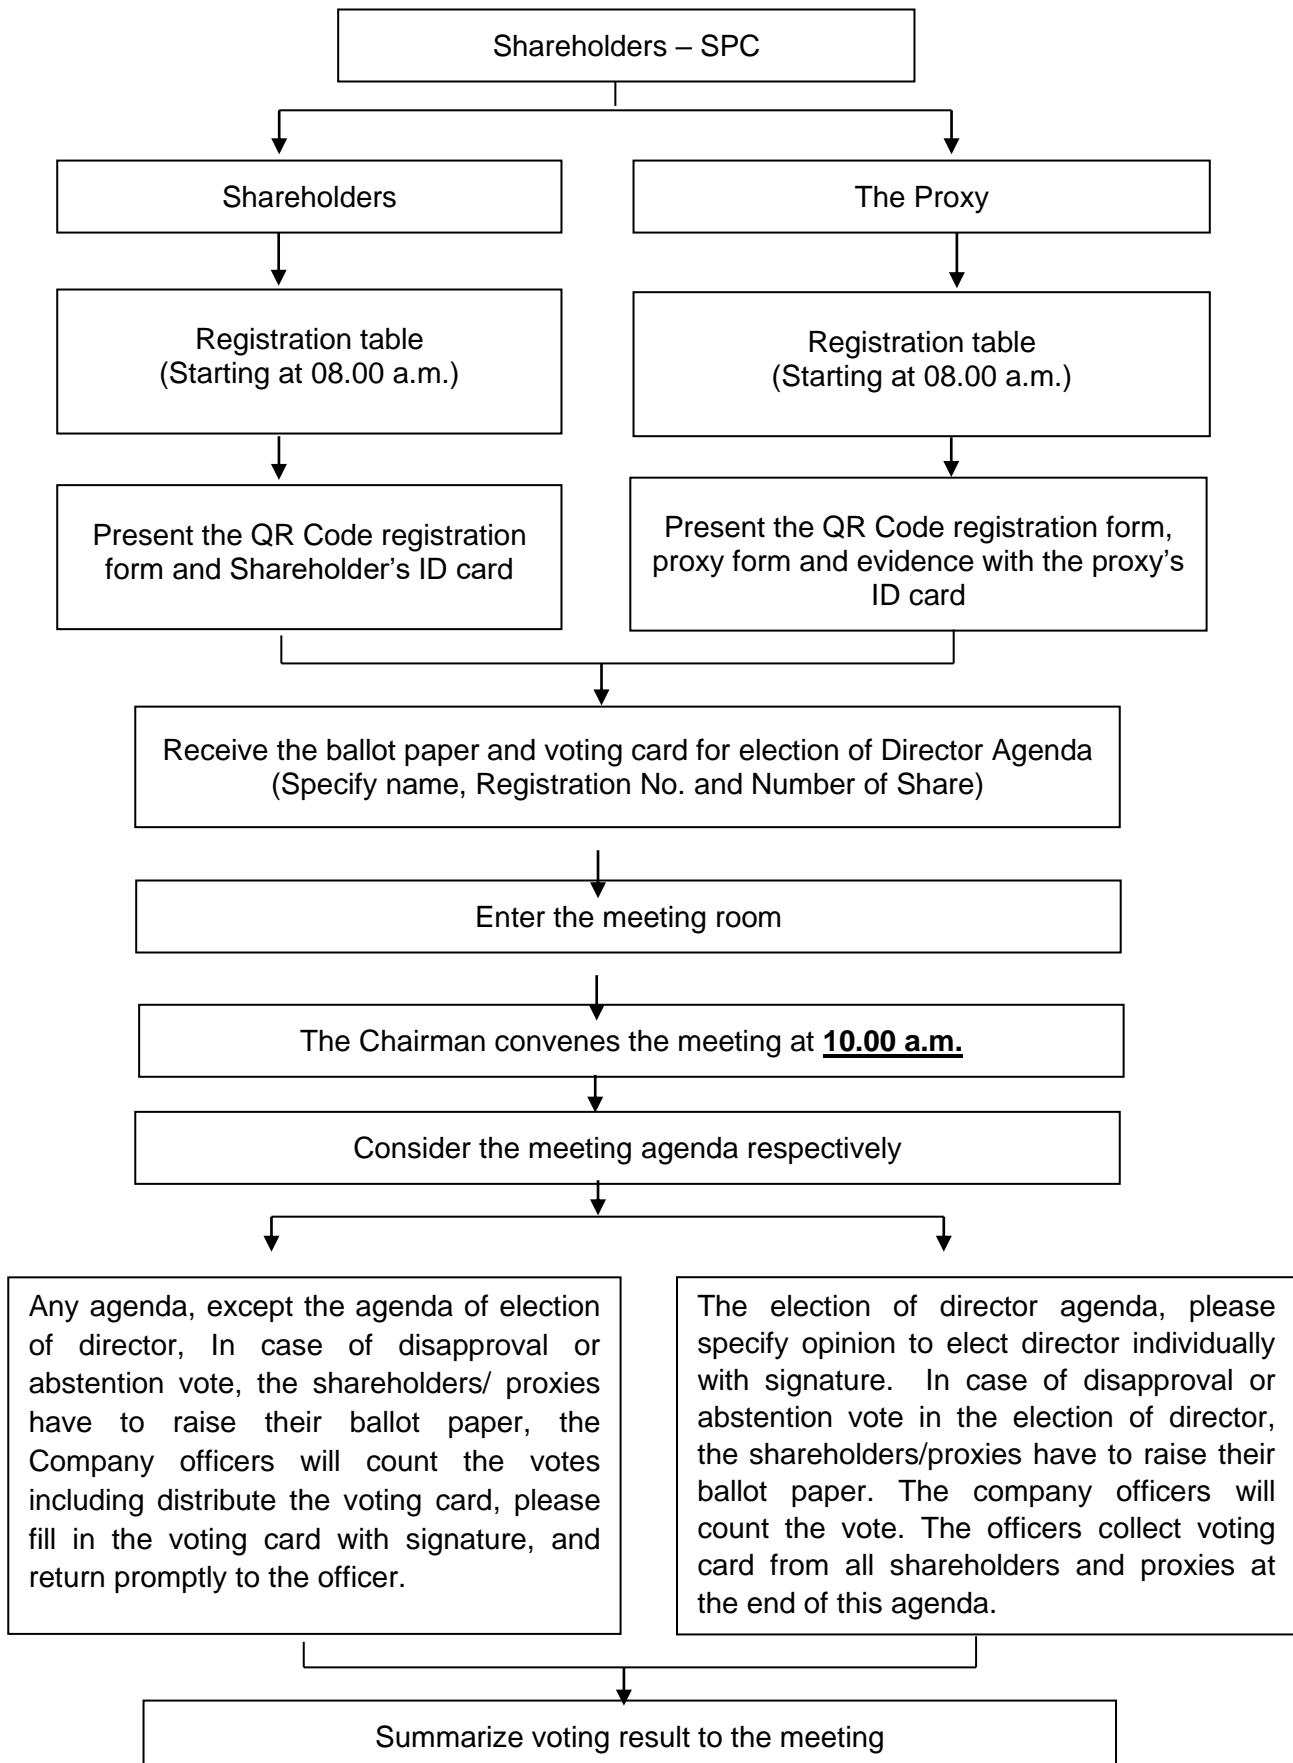 Shareholders – SPC
Shareholders
The Proxy
Registration table
(Starting at 08.00 a.m.)
Registration table
(Starting at 08.00 a.m.)
Present the QR Code registration
form and Shareholder’s ID card
Present the QR Code registration form,
proxy form and evidence with the proxy’s
ID card
Receive the ballot paper and voting card for election of Director Agenda
(Specify name, Registration No. and Number of Share)
Enter the meeting room
The Chairman convenes the meeting at 10.00 a.m.
Consider the meeting agenda respectively
Any agenda, except the agenda of election
of director, In case of disapproval or
abstention vote, the shareholders/ proxies
have to raise their ballot paper, the
Company officers will count the votes
including distribute the voting card, please
fill in the voting card with signature, and
return promptly to the officer.
The election of director agenda, please
specify opinion to elect director individually
with signature. In case of disapproval or
abstention vote in the election of director,
the shareholders/proxies have to raise their
ballot paper. The company officers will
count the vote. The officers collect voting
card from all shareholders and proxies at
the end of this agenda.
Summarize voting result to the meeting